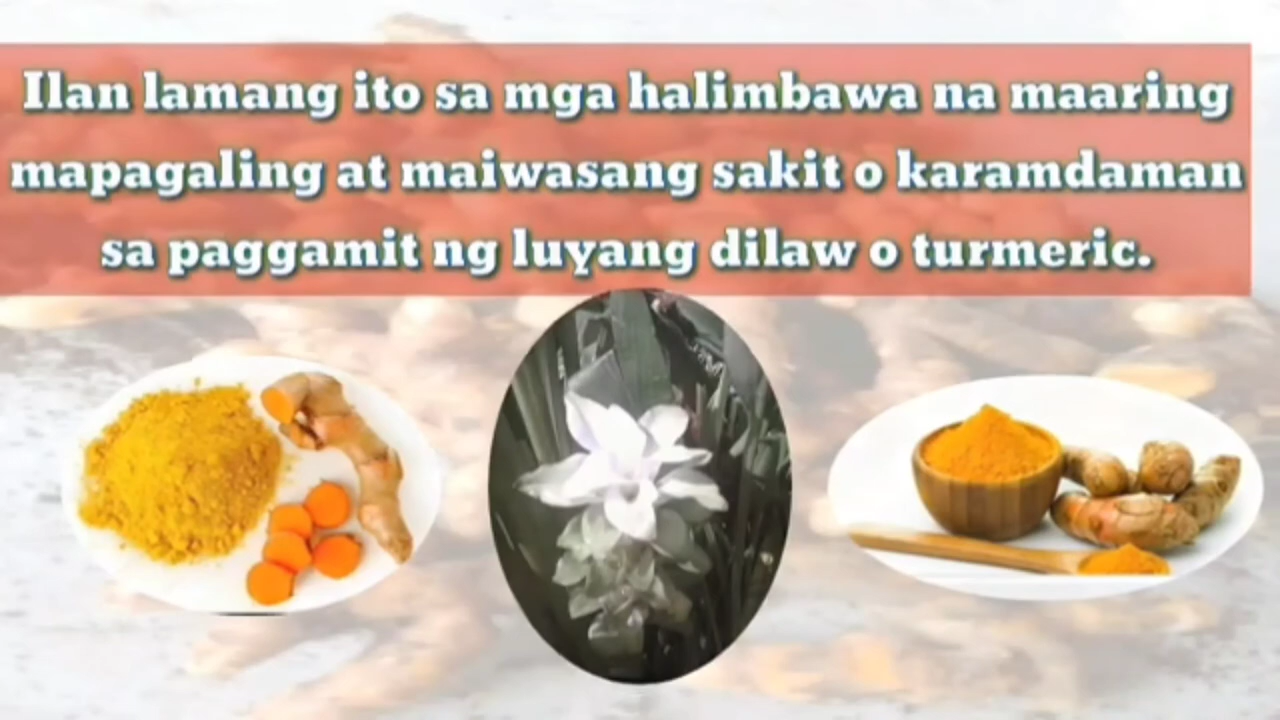 Ilan lamang ito sa mga halimbawa na maaring
mapagaling at maiwasang sakit o karamdaman
sa paggamit ng luyang dilaw o turmeric.